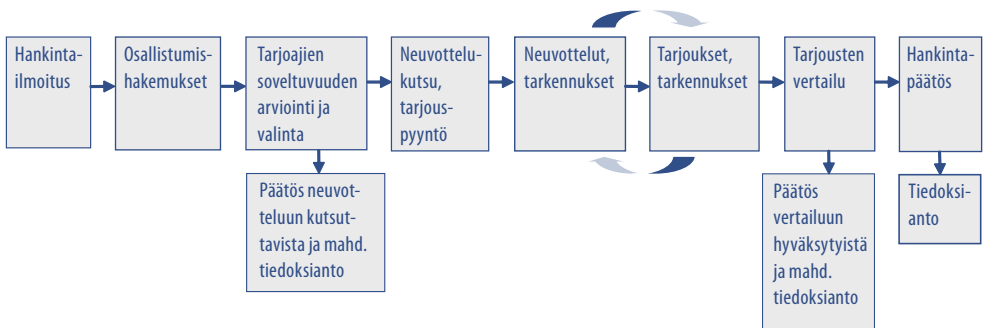 Hankinta-
ilmoitus
Osallistumis-
hakemukset
Tarjoajien
soveltuvuuden
arviointi ja
valinta
Neuvottelu-
kutsu,
tarjous-
pyyntö
Neuvottelut,
tarkennukset
Tarjoukset,
tarkennukset
Tarjousten
vertailu
Hankinta-
päätös
Päätös neuvot-
teluun kutsut-
tavista ja mahd.
tiedoksianto
Päätös
vertailuun
hyväksytyistä
ja mahd.
tiedoksianto
Tiedoksi-
anto